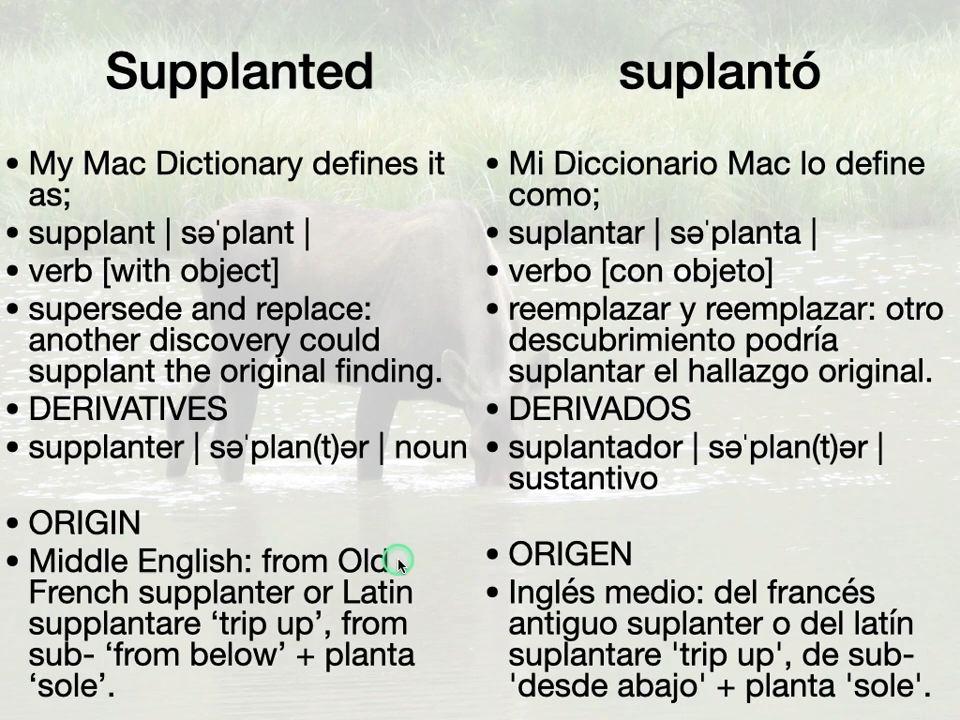 Supplanted
• My Mac Dictionary defines it
as;
• supplant | səˈplant |
• verb [with object]
• supersede and replace:
another discovery could
supplant the original finding.
• DERIVATIVES
• supplanter | səˈplan(t)ər | noun
• ORIGIN
• Middle English: from Old
French supplanter or Latin
supplantare ‘trip up’, from
sub- ‘from below’ + planta
‘sole’.
suplantó
• Mi Diccionario Mac lo define
como;
• suplantar | səˈplanta |
• verbo [con objeto]
• reemplazar y reemplazar: otro
descubrimiento podría
suplantar el hallazgo original.
• DERIVADOS
• suplantador | səˈplan(t)ər |
sustantivo
• ORIGEN
• Inglés medio: del francés
antiguo suplanter o del latín
suplantare 'trip up', de sub-
'desde abajo' + planta 'sole'.